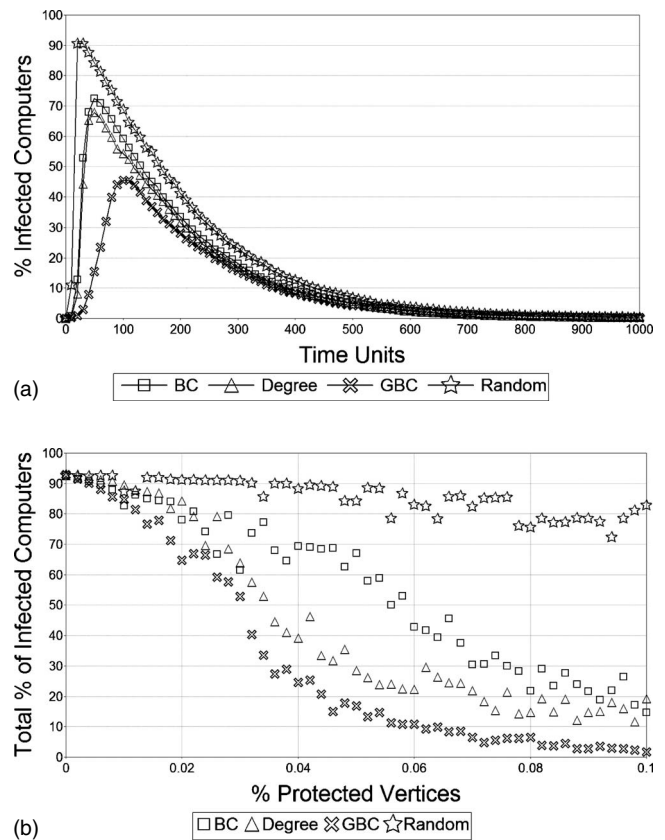 % Infected Computers
100
90
80
70
60
50
40
30
20
10
0
0 100 200 300 400 500 600 700 800 900 1000
Time Units
BC Degree GBC Random
(a)
Total % of Infected Computers
100
90
80
70
60
50
40
30
20
10
0
0 0.02 0.04 0.06 0.08 0.1
% Protected Vertices
BC Degree GBC Random
(b)